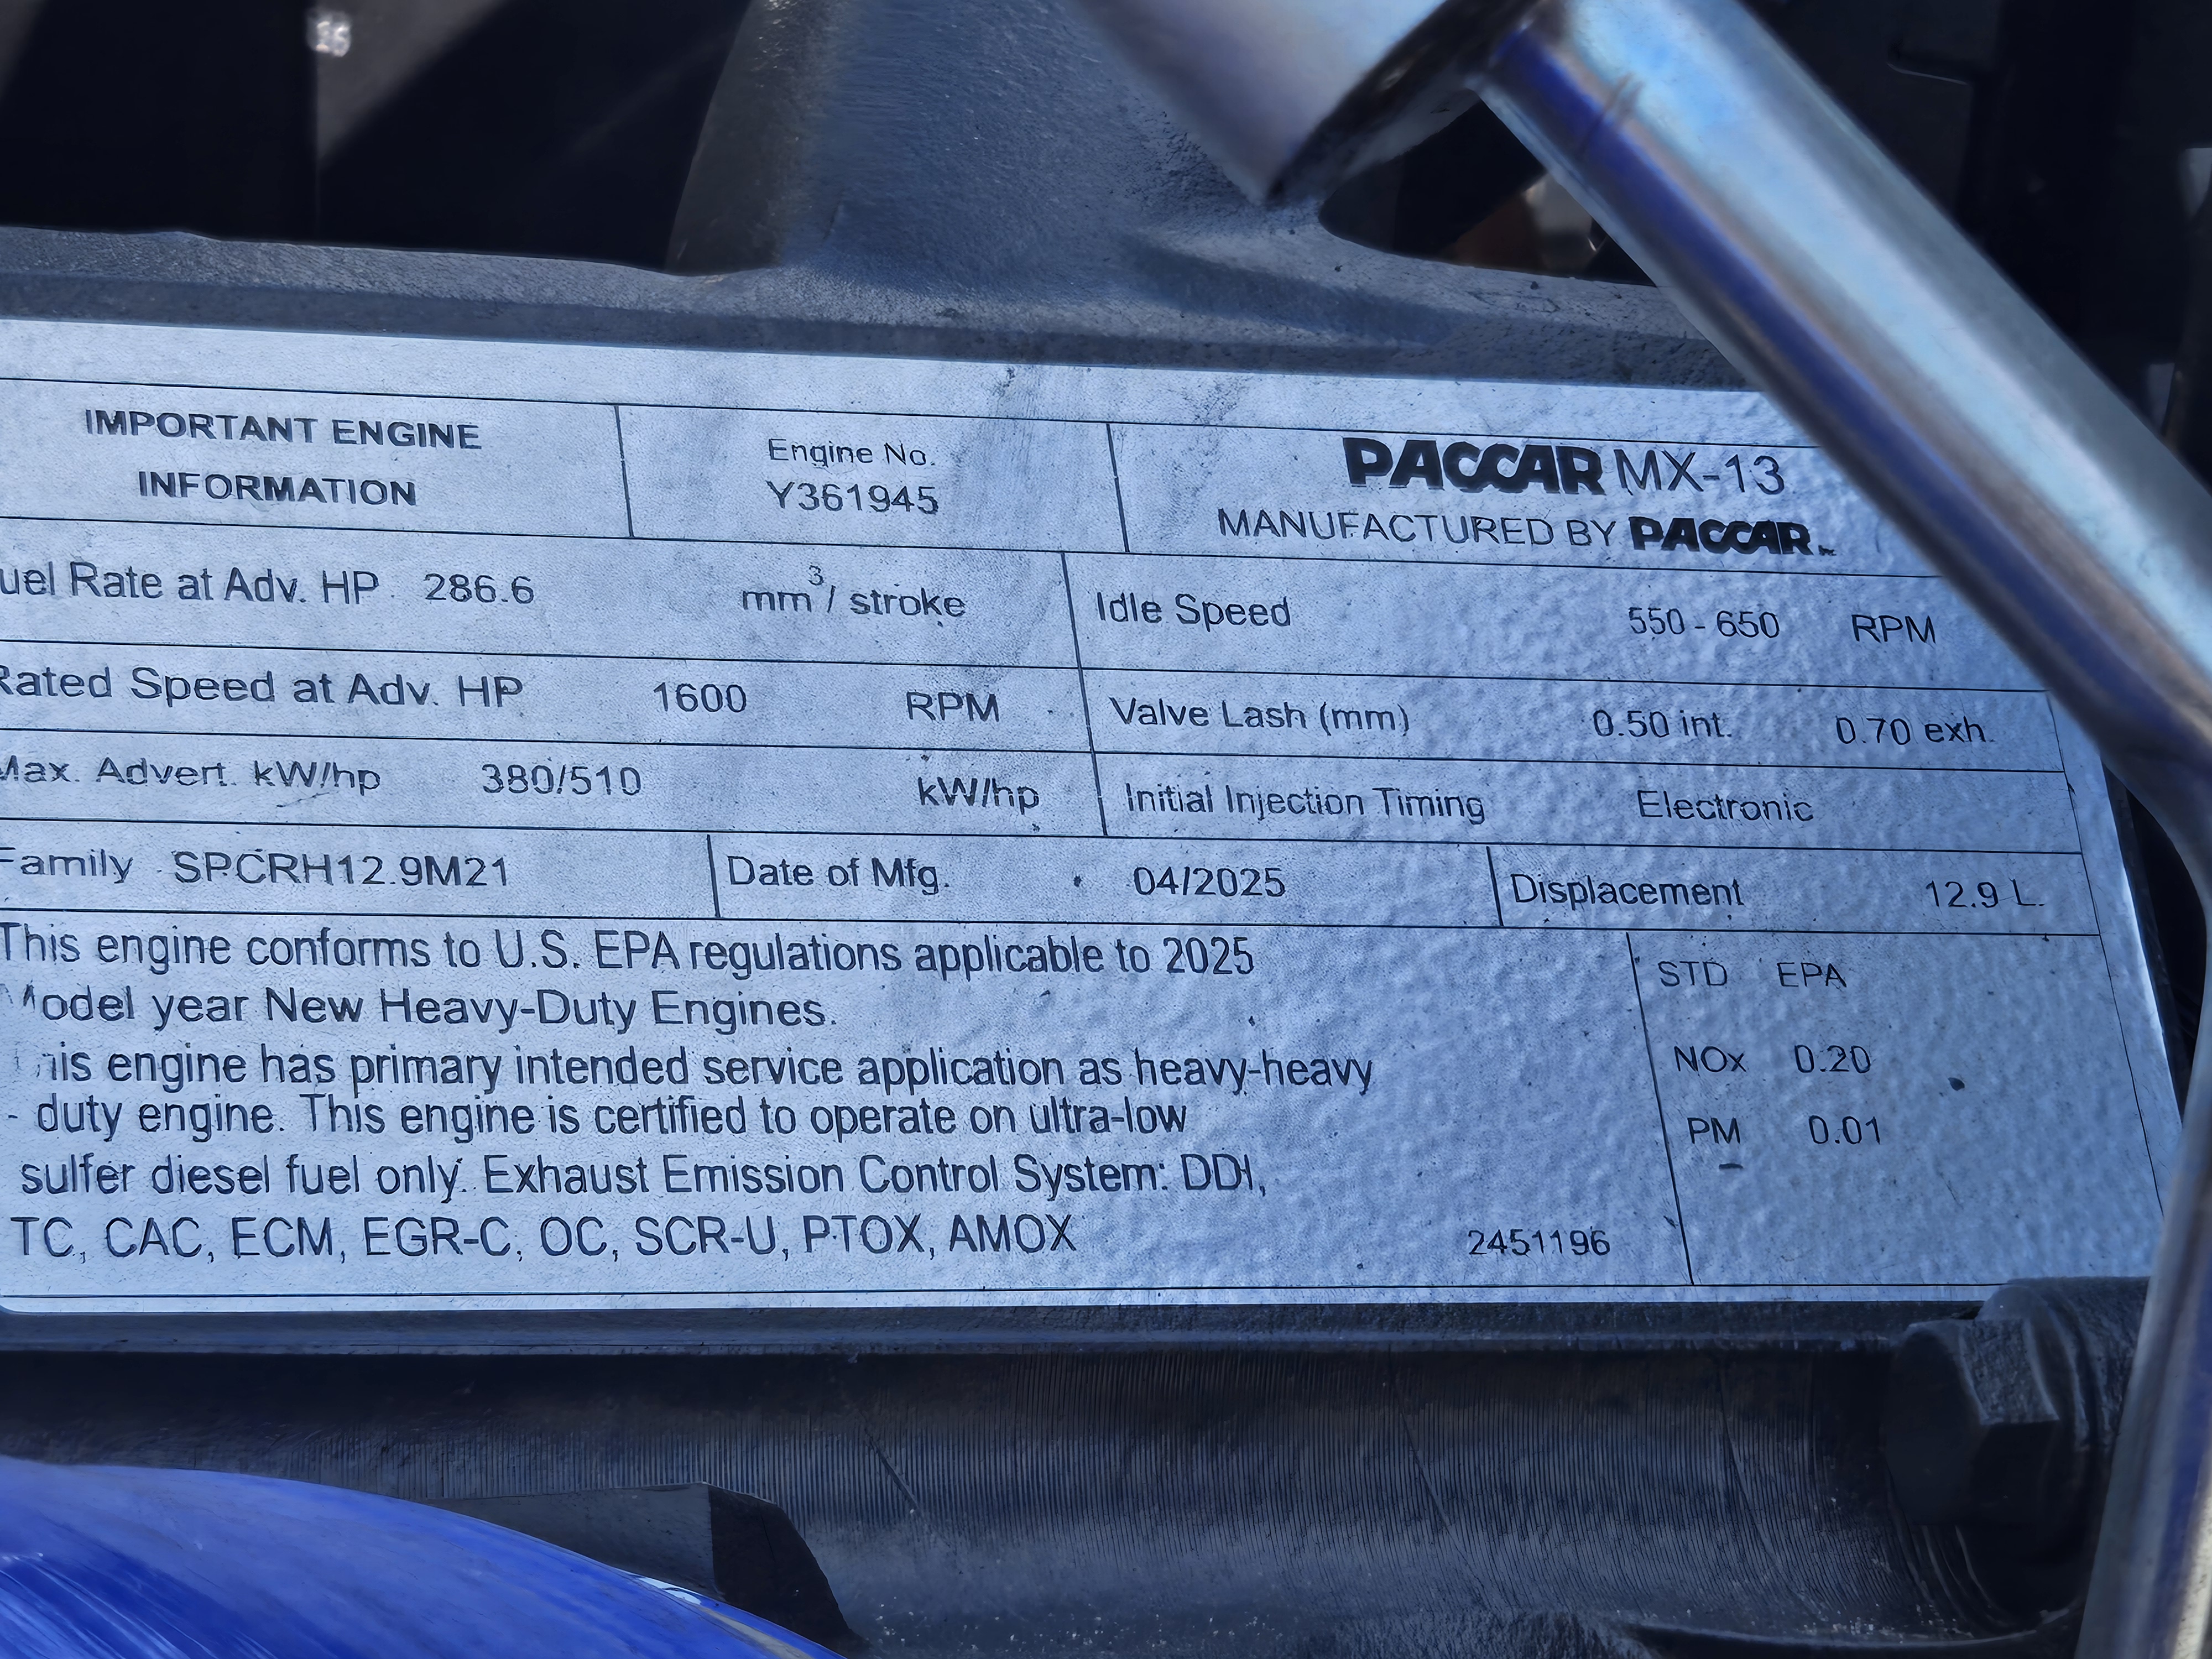 IMPORTANT ENGINE
INFORMATION
Engine No.
Y361945
PACCAR MX-13
MANUFACTURED BY PACCAR
uel Rate at Adv. HP 286.6 mm³/ stroke
Idle Speed 550 - 650 RPM
Rated Speed at Adv. HP 1600 RPM
Valve Lash (mm) 0.50 int. 0.70 exh.
Max. Advert. kW/hp 380/510 kW/hp
Initial Injection Timing Electronic
Family SPCRH12.9M21
Date of Mfg. 04/2025
Displacement 12.9 L.
This engine conforms to U.S. EPA regulations applicable to 2025
Model year New Heavy-Duty Engines.
This engine has primary intended service application as heavy-heavy
- duty engine. This engine is certified to operate on ultra-low
sulfer diesel fuel only. Exhaust Emission Control System: DDI,
TC, CAC, ECM, EGR-C, OC, SCR-U, PTOX, AMOX
2451196
STD EPA
NOx 0.20
PM 0.01